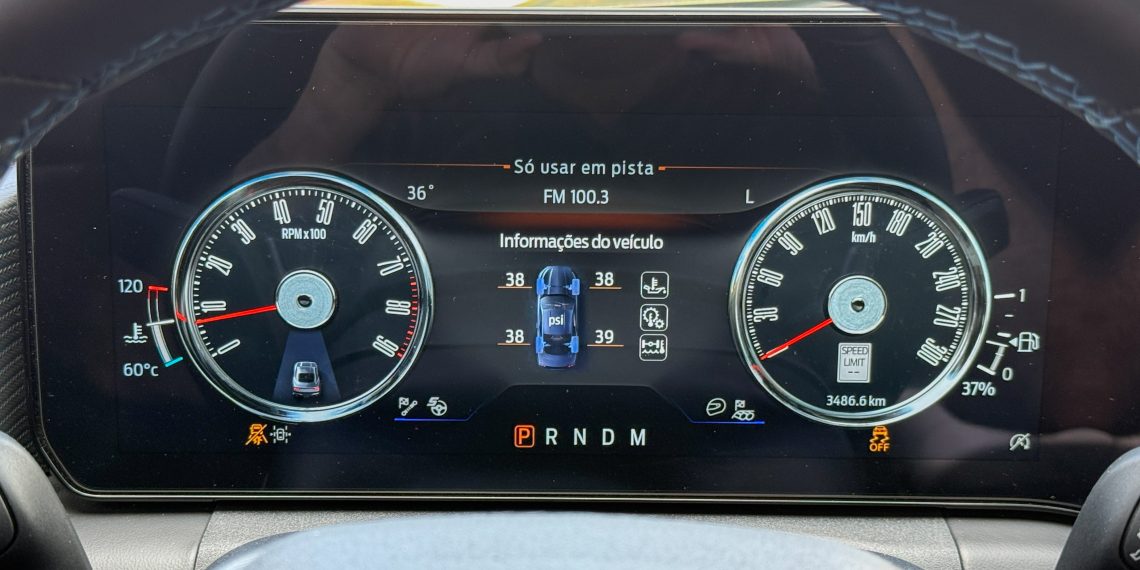 Só usar em pista
36° FM 100.3 L
Informações do veículo
38 38
psi
38 39
0 10 20 30 40 50 60 70 80 90
RPM x 100
120
60°c
30 60 90 120 150 180 210 240 270 300
km/h
SPEED LIMIT
--
3486.6 km
1
0
37%
P R N D M
OFF